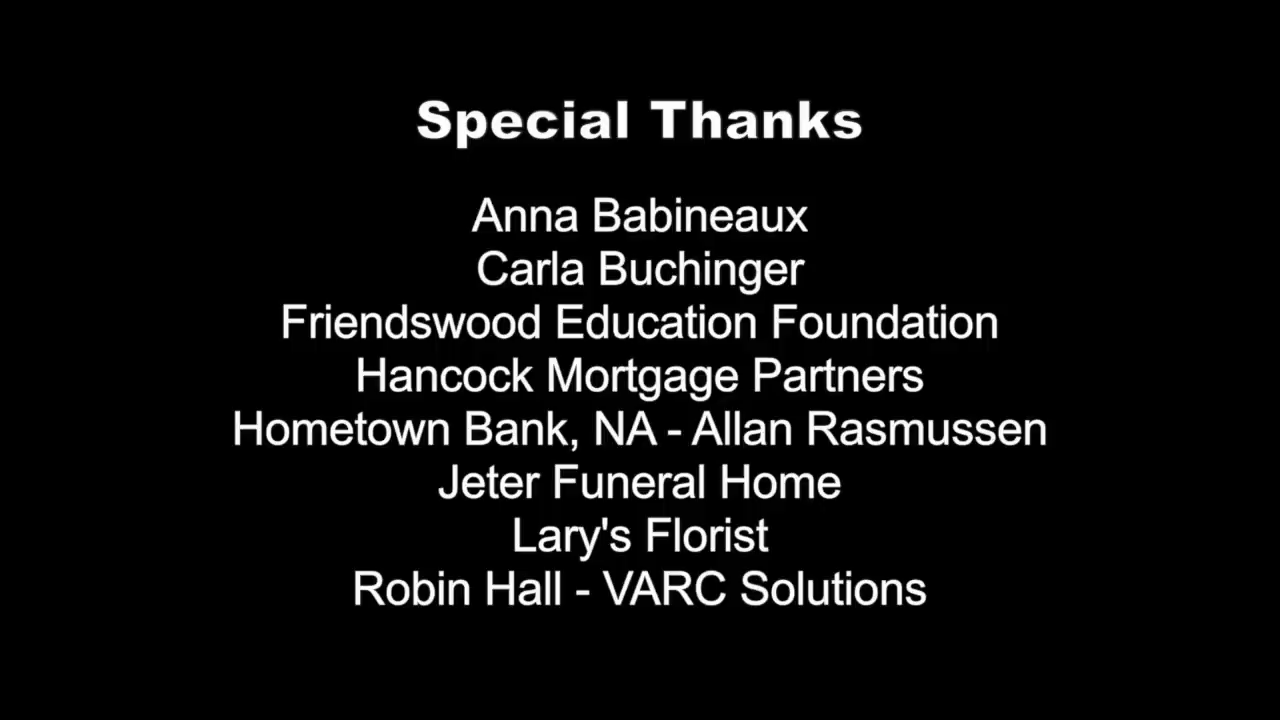 Special Thanks
Anna Babineaux
Carla Buchinger
Friendswood Education Foundation
Hancock Mortgage Partners
Hometown Bank, NA - Allan Rasmussen
Jeter Funeral Home
Lary's Florist
Robin Hall - VARC Solutions